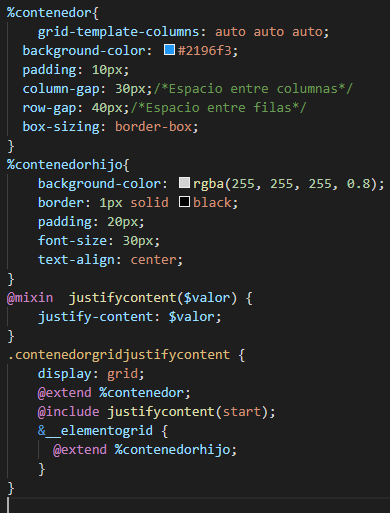 %contenedor{
    grid-template-columns: auto auto auto;
  background-color: #2196f3;
  padding: 10px;
  column-gap: 30px;/*Espacio entre columnas*/
  row-gap: 40px;/*Espacio entre filas*/
  box-sizing: border-box;
}
%contenedorhijo{
    background-color: rgba(255, 255, 255, 0.8);
    border: 1px solid black;
    padding: 20px;
    font-size: 30px;
    text-align: center;
}
@mixin  justifycontent($valor) {
    justify-content: $valor;
}
.contenedorgridjustifycontent {
    display: grid;
    @extend %contenedor;
    @include justifycontent(start);
    &__elementogrid {
      @extend %contenedorhijo;
    }
}